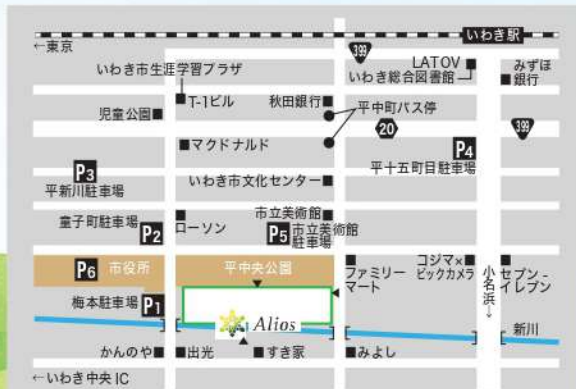 いわき駅
←東京
399
LATOV
いわき総合図書館
みずほ
銀行
いわき市生涯学習プラザ
T-1ビル
秋田銀行
平中町バス停
児童公園
20
399
マクドナルド
P4
平十五町目駐車場
P3
平新川駐車場
いわき市文化センター
童子町駐車場
P2
ローソン
市立美術館
P5
市立美術館
駐車場
P6
市役所
平中央公園
ファミリー
マート
コジマ×
ビックカメラ
小名浜→
セブン-
イレブン
梅本駐車場
P1
Alios
新川
かんのや
出光
すき家
みよし
←いわき中央IC